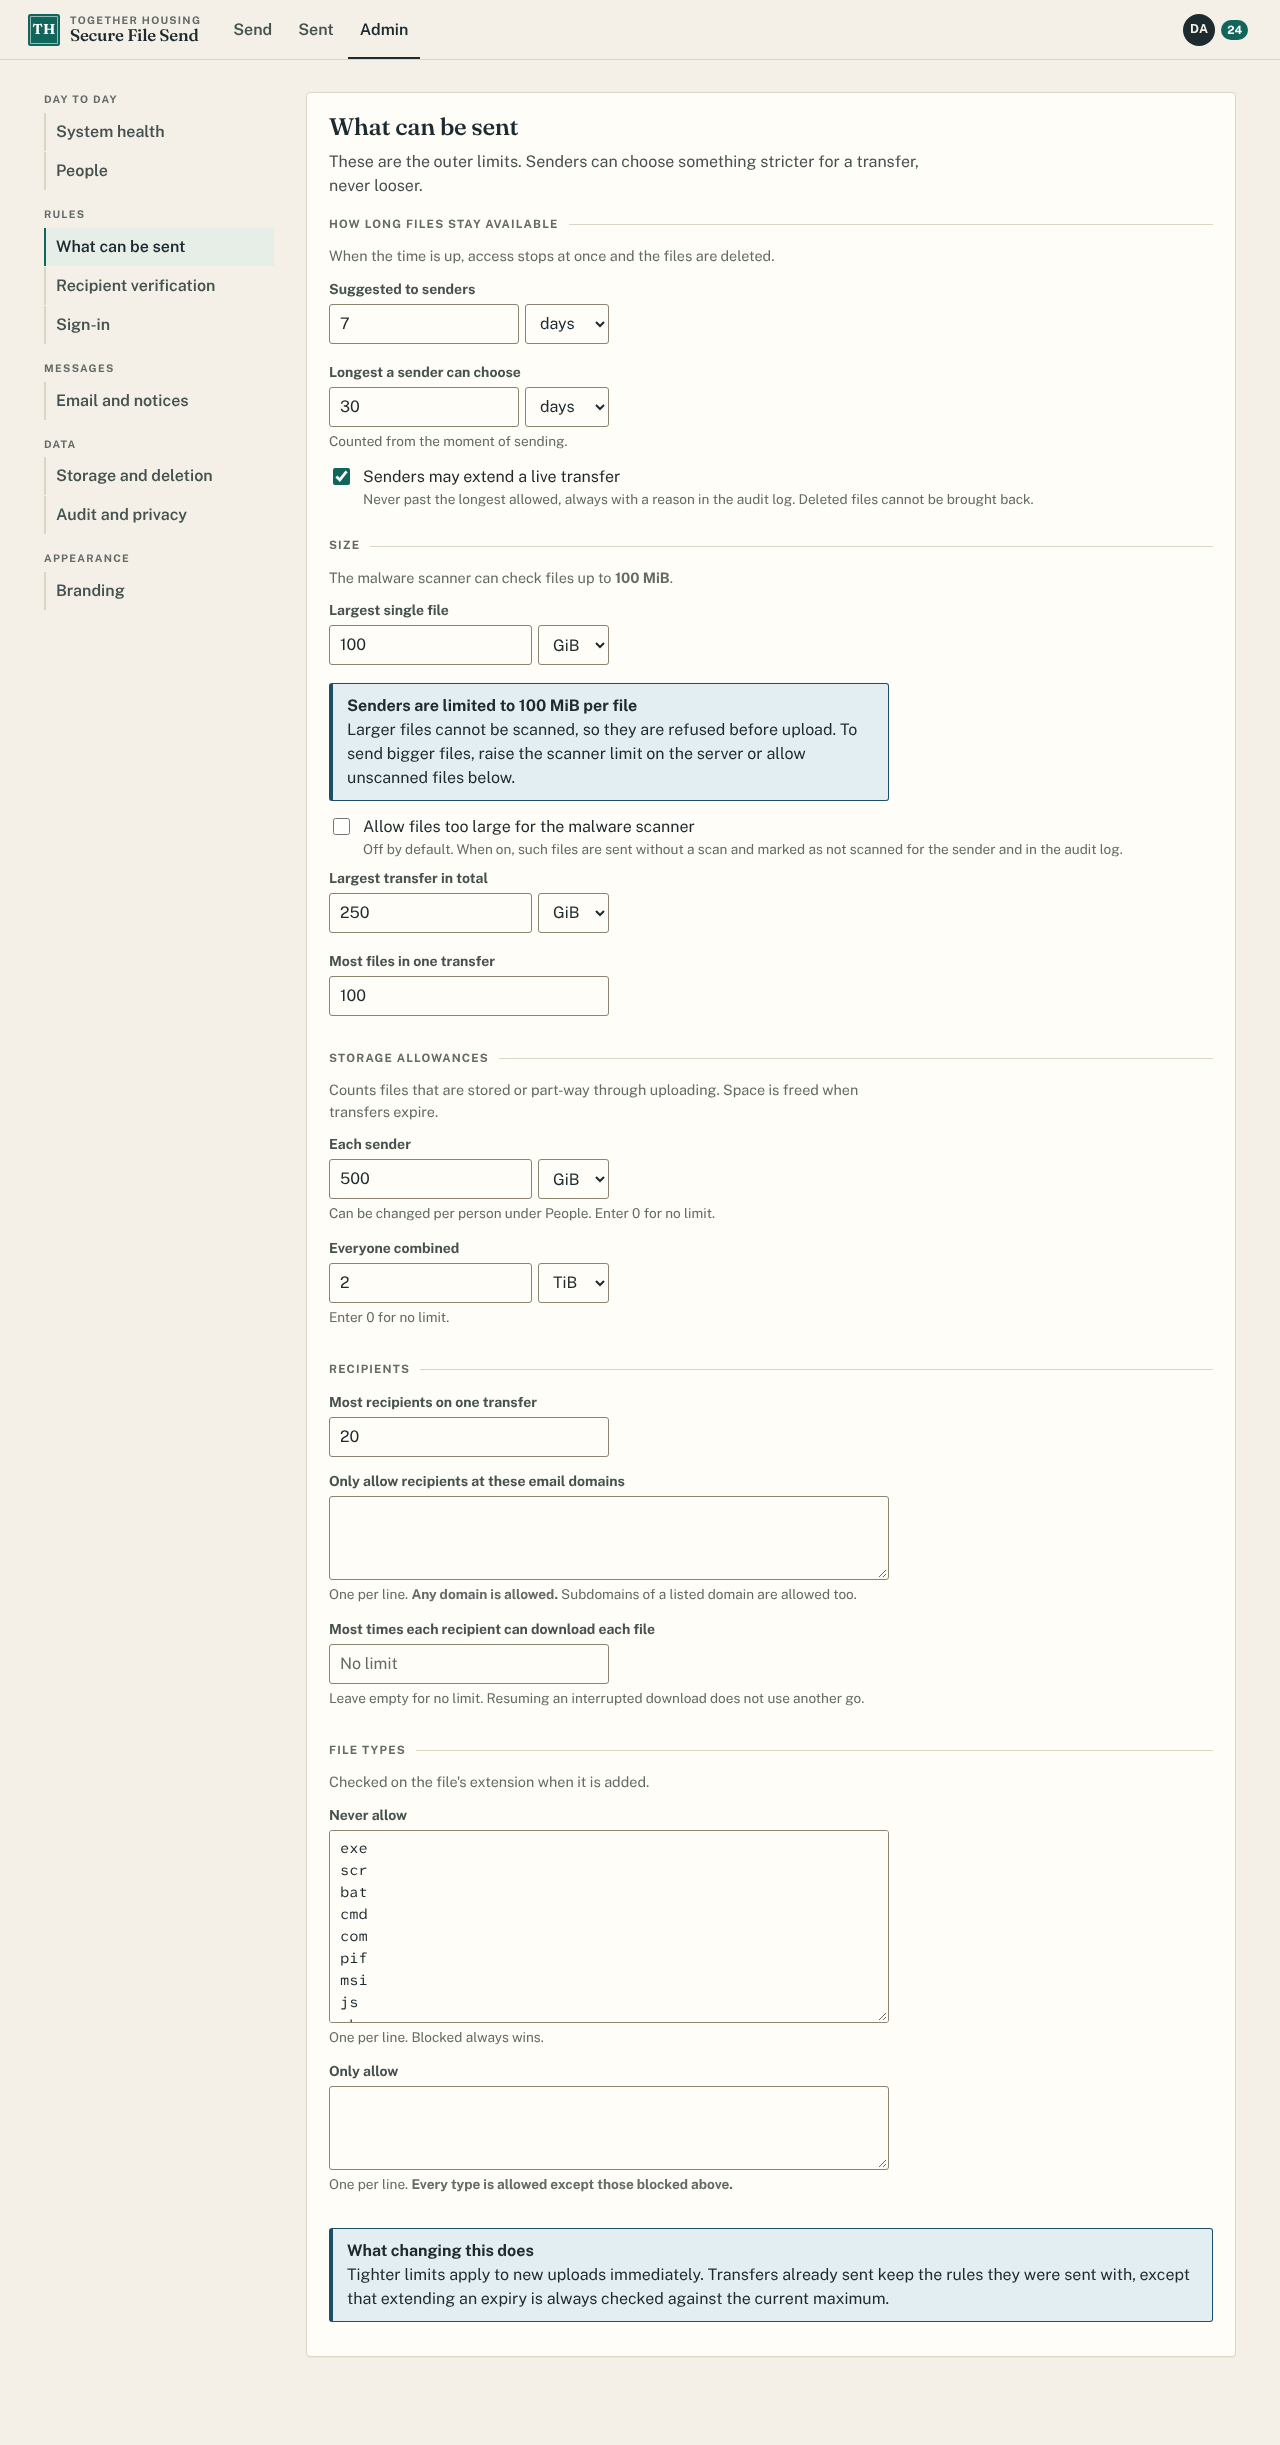 TH
TOGETHER HOUSING
Secure File Send
Send
Sent
Admin
DA
24
DAY TO DAY
System health
People
RULES
What can be sent
Recipient verification
Sign-in
MESSAGES
Email and notices
DATA
Storage and deletion
Audit and privacy
APPEARANCE
Branding
What can be sent
These are the outer limits. Senders can choose something stricter for a transfer,
never looser.
HOW LONG FILES STAY AVAILABLE
When the time is up, access stops at once and the files are deleted.
Suggested to senders
7
days
Longest a sender can choose
30
days
Counted from the moment of sending.
Senders may extend a live transfer
Never past the longest allowed, always with a reason in the audit log. Deleted files cannot be brought back.
SIZE
The malware scanner can check files up to 100 MiB.
Largest single file
100
GiB
Senders are limited to 100 MiB per file
Larger files cannot be scanned, so they are refused before upload. To
send bigger files, raise the scanner limit on the server or allow
unscanned files below.
Allow files too large for the malware scanner
Off by default. When on, such files are sent without a scan and marked as not scanned for the sender and in the audit log.
Largest transfer in total
250
GiB
Most files in one transfer
100
STORAGE ALLOWANCES
Counts files that are stored or part-way through uploading. Space is freed when
transfers expire.
Each sender
500
GiB
Can be changed per person under People. Enter 0 for no limit.
Everyone combined
2
TiB
Enter 0 for no limit.
RECIPIENTS
Most recipients on one transfer
20
Only allow recipients at these email domains
One per line. Any domain is allowed. Subdomains of a listed domain are allowed too.
Most times each recipient can download each file
No limit
Leave empty for no limit. Resuming an interrupted download does not use another go.
FILE TYPES
Checked on the file's extension when it is added.
Never allow
exe
scr
bat
cmd
com
pif
msi
js
One per line. Blocked always wins.
Only allow
One per line. Every type is allowed except those blocked above.
What changing this does
Tighter limits apply to new uploads immediately. Transfers already sent keep the rules they were sent with, except
that extending an expiry is always checked against the current maximum.